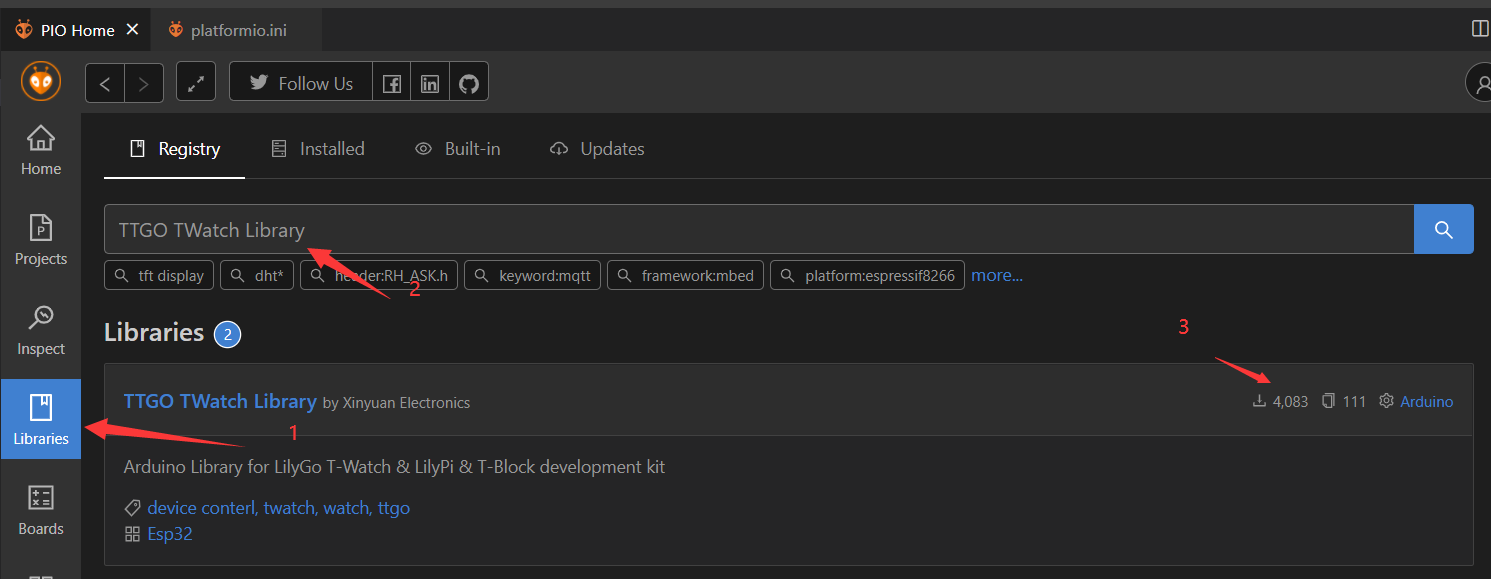 PIO Home platformio.ini
Follow Us
Home
Projects
Inspect
Libraries
Boards
Registry Installed Built-in Updates
TTGO TWatch Library
tft display dht* header:RH_ASK.h keyword:mqtt framework:mbed platform:espressif8266 more...
2
Libraries 2
3
TTGO TWatch Library by Xinyuan Electronics 4,083 111 Arduino
1
Arduino Library for LilyGo T-Watch & LilyPi & T-Block development kit
device conterl, twatch, watch, ttgo
Esp32